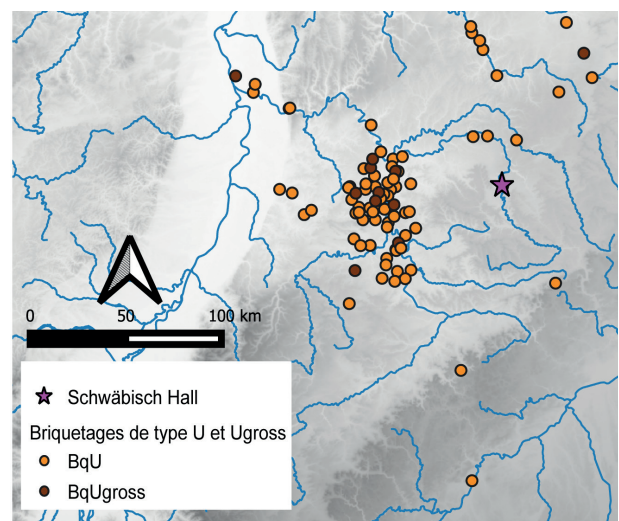 0 50 100 km
Schwäbisch Hall
Briquetages de type U et Ugross
BqU
BqUgross